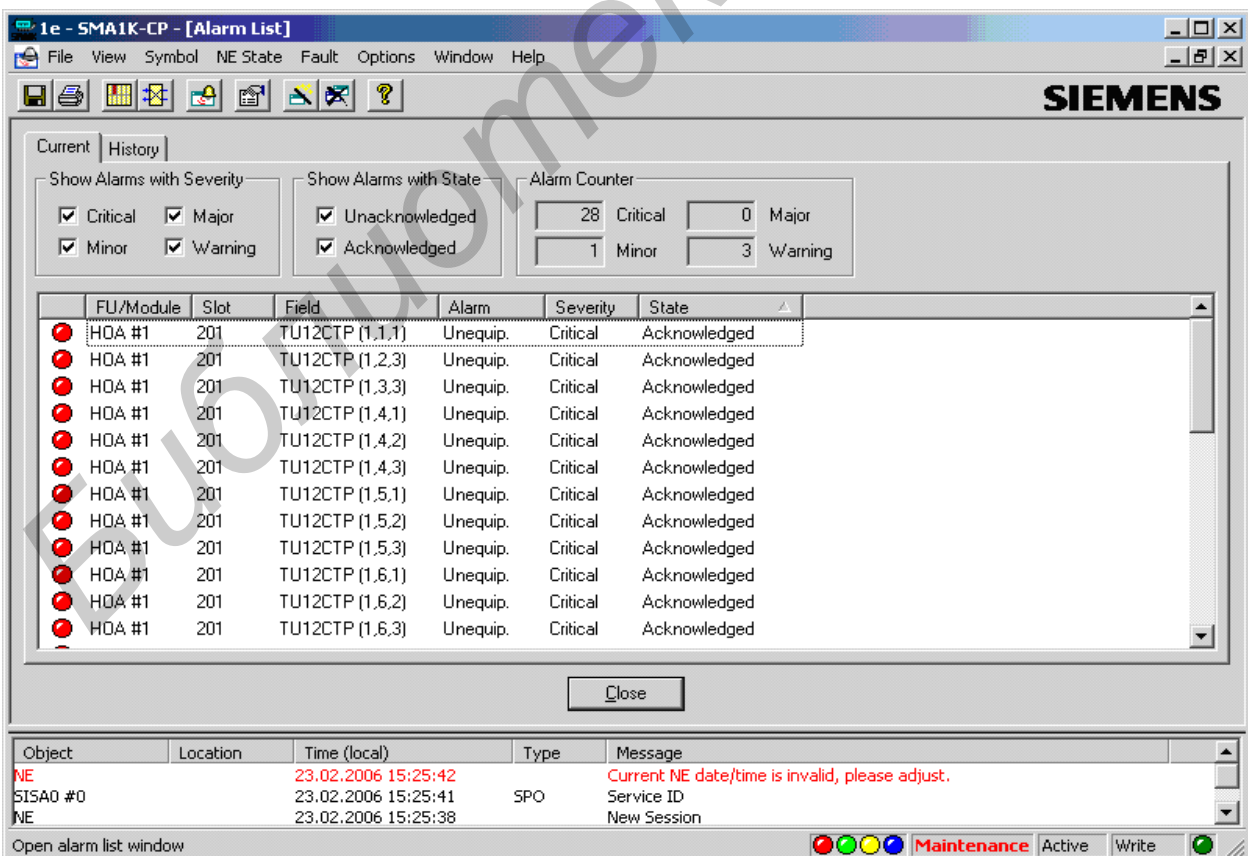 1e - SMA1K-CP - [Alarm List]
File View Symbol NE State Fault Options Window Help
SIEMENS
Current History
Show Alarms with Severity Show Alarms with State Alarm Counter
Critical Major Unacknowledged 28 Critical 0 Major
Minor Warning Acknowledged 1 Minor 3 Warning
FU/Module Slot Field Alarm Severity State
HOA #1 201 TU12CTP (1,1,1) Unequip. Critical Acknowledged
HOA #1 201 TU12CTP (1,2,3) Unequip. Critical Acknowledged
HOA #1 201 TU12CTP (1,3,3) Unequip. Critical Acknowledged
HOA #1 201 TU12CTP (1,4,1) Unequip. Critical Acknowledged
HOA #1 201 TU12CTP (1,4,2) Unequip. Critical Acknowledged
HOA #1 201 TU12CTP (1,4,3) Unequip. Critical Acknowledged
HOA #1 201 TU12CTP (1,5,1) Unequip. Critical Acknowledged
HOA #1 201 TU12CTP (1,5,2) Unequip. Critical Acknowledged
HOA #1 201 TU12CTP (1,5,3) Unequip. Critical Acknowledged
HOA #1 201 TU12CTP (1,6,1) Unequip. Critical Acknowledged
HOA #1 201 TU12CTP (1,6,2) Unequip. Critical Acknowledged
HOA #1 201 TU12CTP (1,6,3) Unequip. Critical Acknowledged
Close
Object Location Time (local) Type Message
NE 23.02.2006 15:25:42 Current NE date/time is invalid, please adjust.
SISA0 #0 23.02.2006 15:25:41 SPO Service ID
NE 23.02.2006 15:25:38 New Session
Open alarm list window Maintenance Active Write
Библиотек